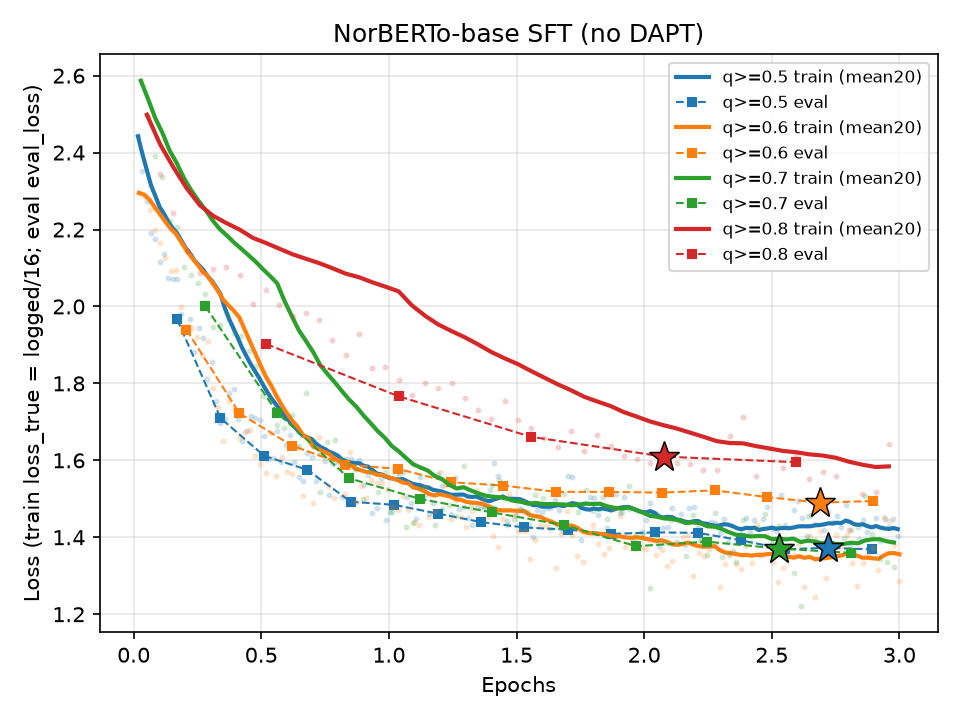 NorBERTo-base SFT (no DAPT)
Loss (train loss_true = logged/16; eval eval_loss)
2.6
2.4
2.2
2.0
1.8
1.6
1.4
1.2
q>=0.5 train (mean20)
q>=0.5 eval
q>=0.6 train (mean20)
q>=0.6 eval
q>=0.7 train (mean20)
q>=0.7 eval
q>=0.8 train (mean20)
q>=0.8 eval
0.0 0.5 1.0 1.5 2.0 2.5 3.0
Epochs